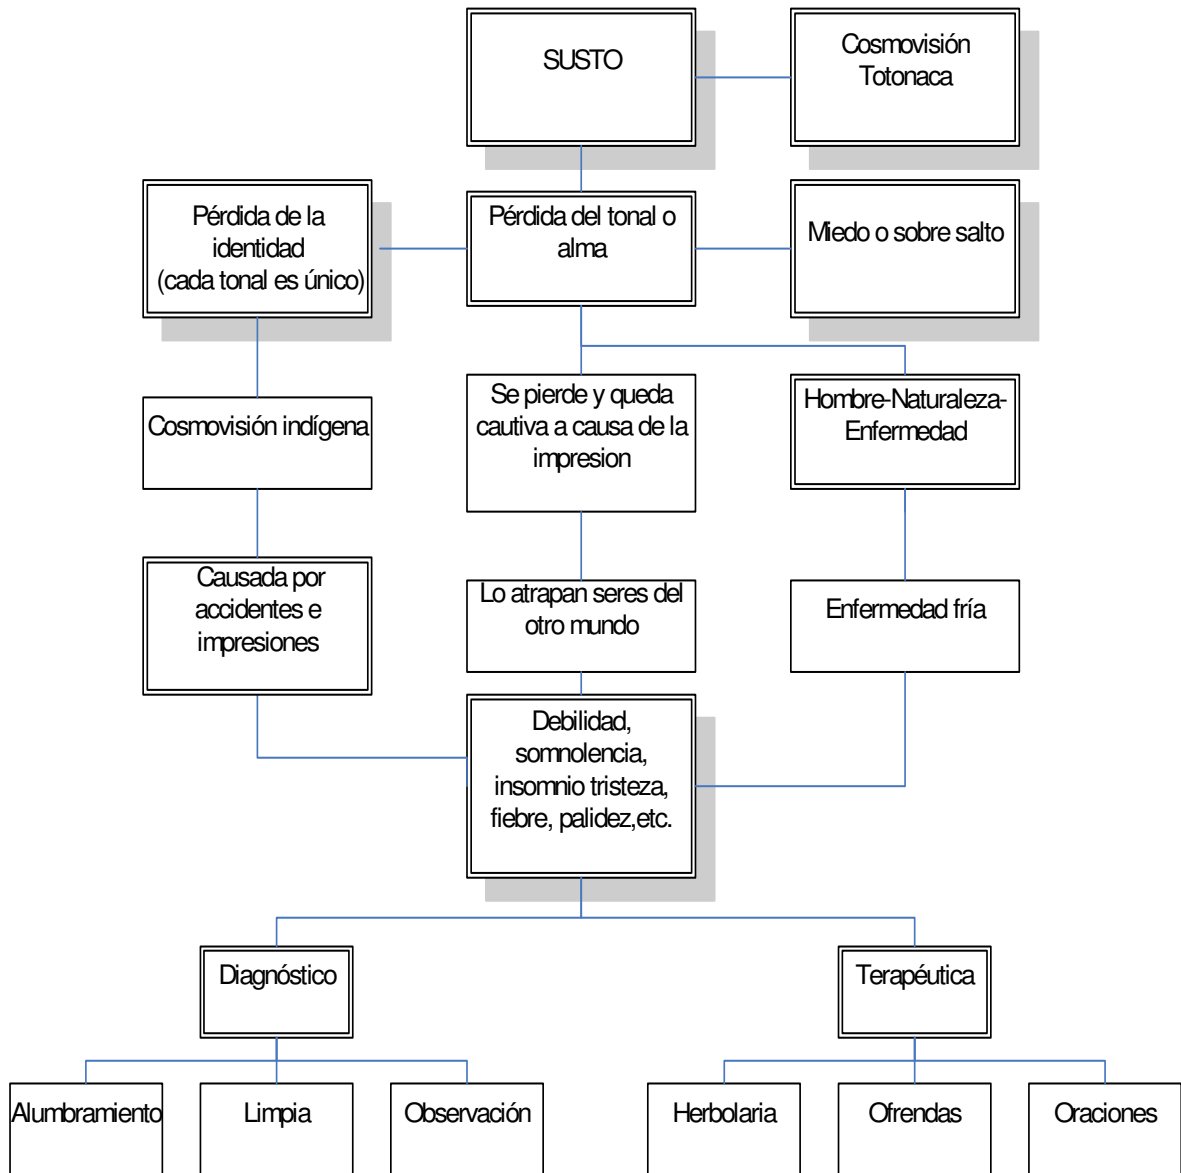 SUSTO
Cosmovisión
Totonaca
Pérdida de la
identidad
(cada tonal es único)
Pérdida del tonal o
alma
Miedo o sobre salto
Cosmovisión indígena
Se pierde y queda
cautiva a causa de la
impresion
Hombre-Naturaleza-
Enfermedad
Causada por
accidentes e
impresiones
Lo atrapan seres del
otro mundo
Enfermedad fría
Debilidad,
somnolencia,
insomnio tristeza,
fiebre, palidez,etc.
Diagnóstico
Terapéutica
Alumbramiento
Limpia
Observación
Herbolaria
Ofrendas
Oraciones